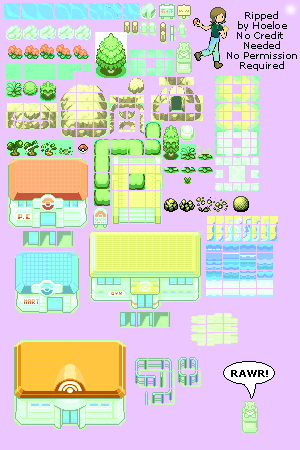 Ripped
by Hoeloe
No Credit
Needed
No Permission
Required
P.C
MART
GYM
RAWR!